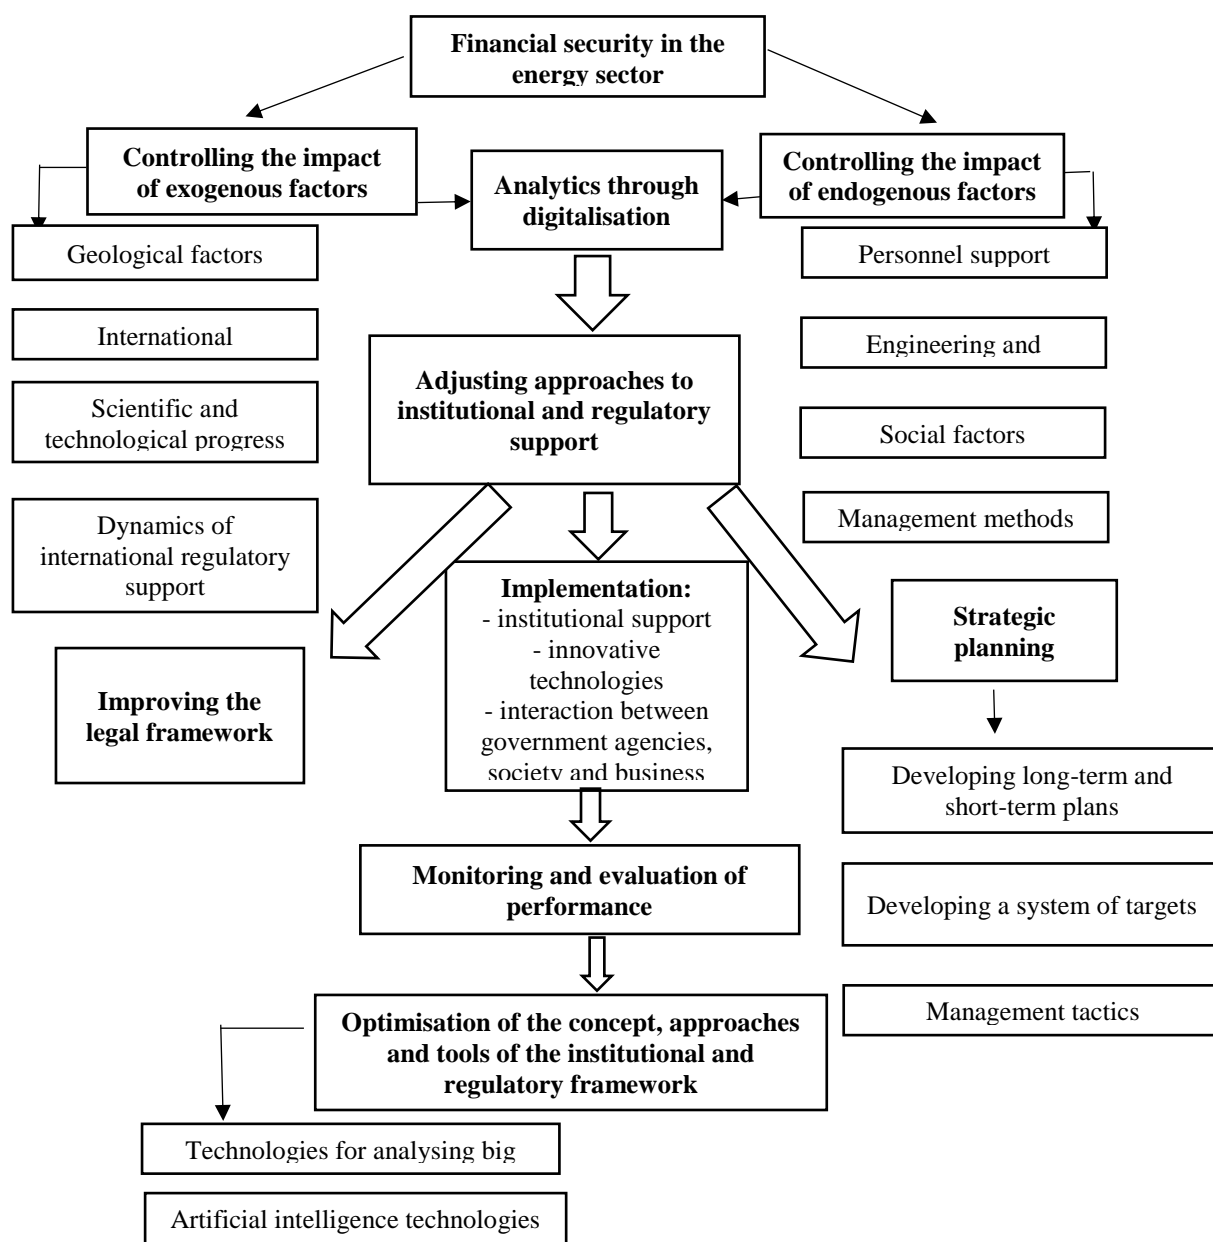 Financial security in the
energy sector
Controlling the impact
of exogenous factors
Analytics through
digitalisation
Controlling the impact
of endogenous factors
Geological factors
International
Scientific and
technological progress
Dynamics of
international regulatory
support
Personnel support
Engineering and
Social factors
Management methods
Adjusting approaches to
institutional and regulatory
support
Improving the
legal framework
Implementation:
- institutional support
- innovative
technologies
- interaction between
government agencies,
society and business
Strategic
planning
Developing long-term and
short-term plans
Developing a system of targets
Management tactics
Monitoring and evaluation of
performance
Optimisation of the concept, approaches
and tools of the institutional and
regulatory framework
Technologies for analysing big
Artificial intelligence technologies